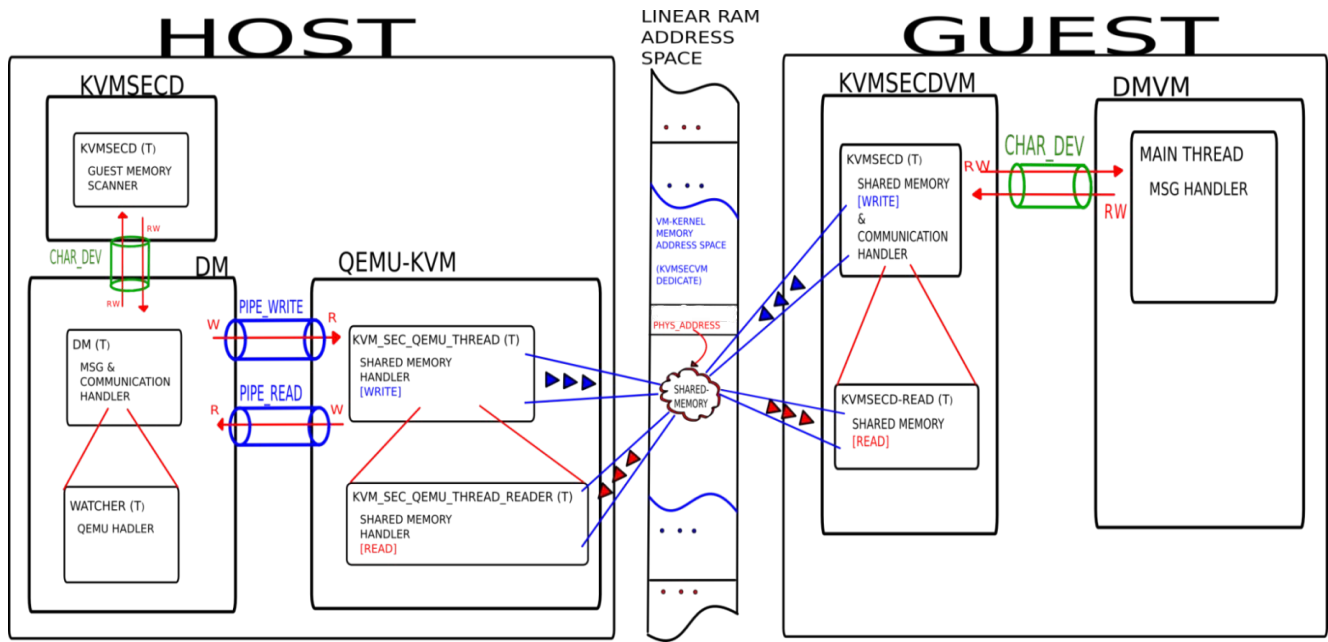 HOST
LINEAR RAM
ADDRESS
SPACE
GUEST
KVMSECD
KVMSECD (T)
GUEST MEMORY
SCANNER
RW
CHAR_DEV
RW
DM
DM (T)
MSG &
COMMUNICATION
HANDLER
WATCHER (T)
QEMU HADLER
PIPE_WRITE
W
R
PIPE_READ
R
W
QEMU-KVM
KVM_SEC_QEMU_THREAD (T)
SHARED MEMORY
HANDLER
[WRITE]
KVM_SEC_QEMU_THREAD_READER (T)
SHARED MEMORY
HANDLER
[READ]
VM-KERNEL
MEMORY
ADDRESS SPACE
(KVMSECVM
DEDICATE)
PHYS_ADDRESS
SHARED-
MEMORY
KVMSECDVM
KVMSECD (T)
SHARED MEMORY
[WRITE]
&
COMMUNICATION
HANDLER
KVMSECD-READ (T)
SHARED MEMORY
[READ]
CHAR_DEV
RW
RW
DMVM
MAIN THREAD
MSG HANDLER